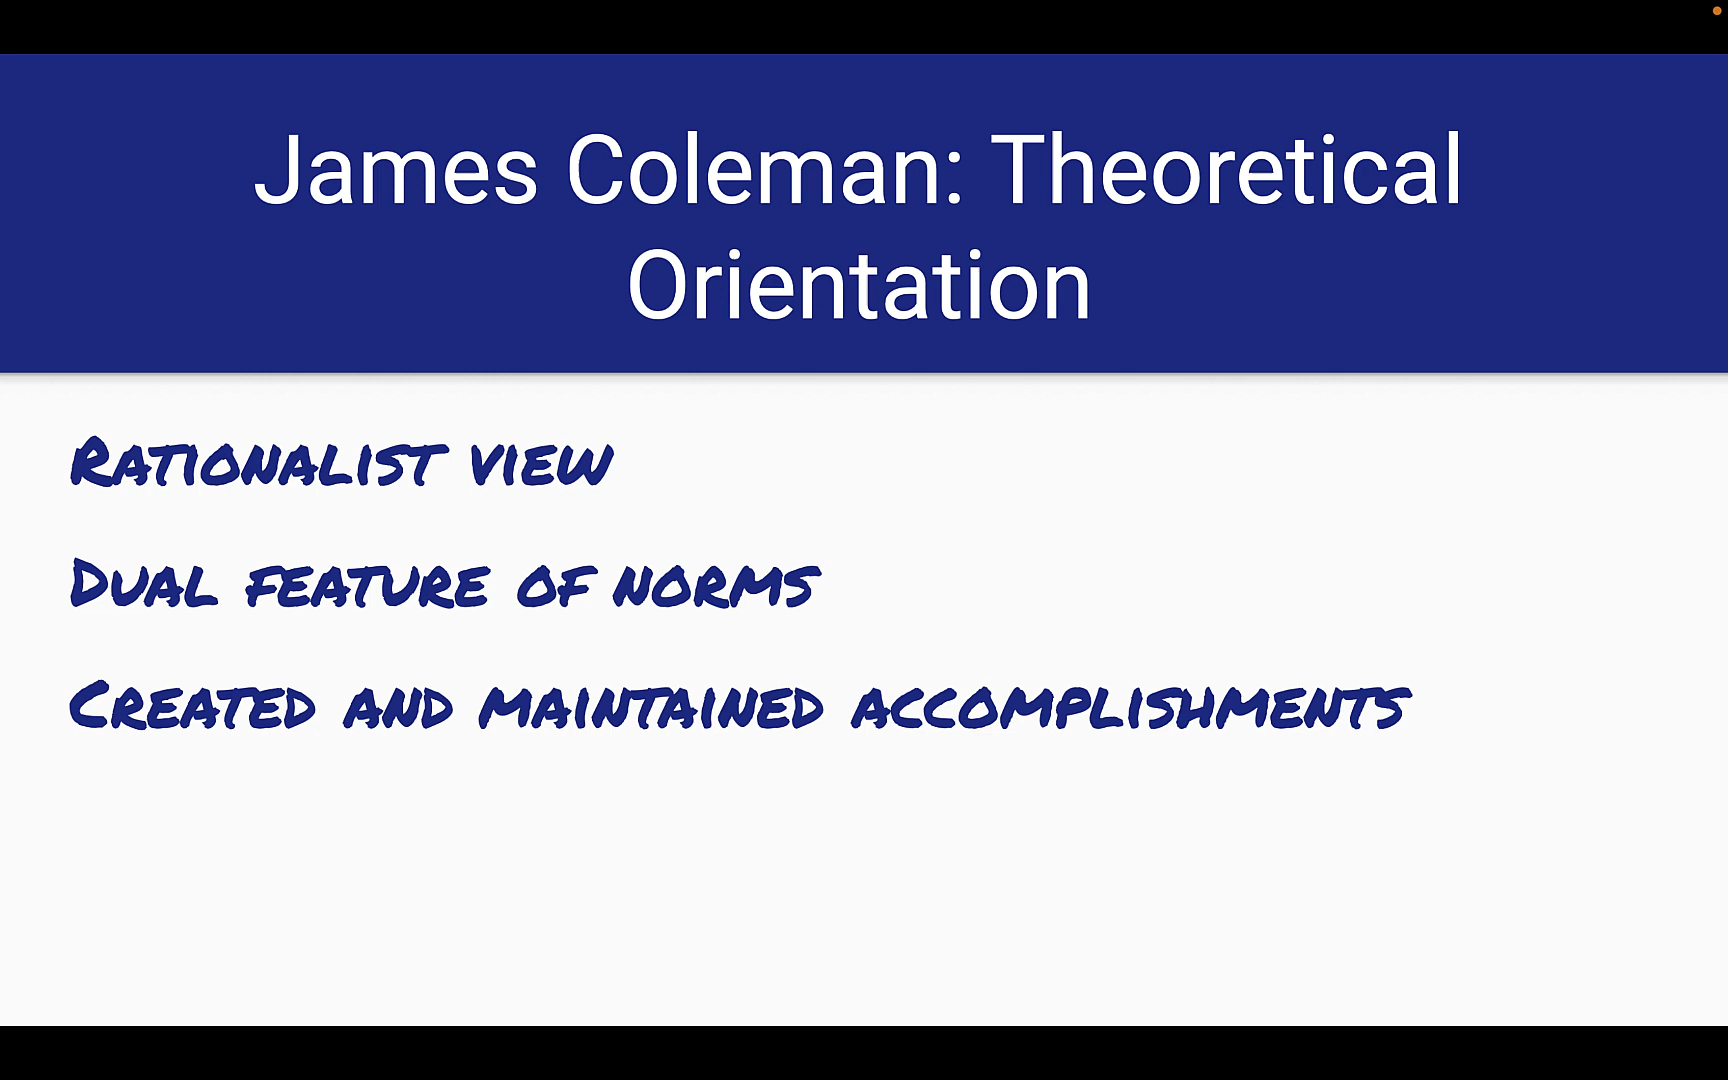 James Coleman: Theoretical
Orientation
Rationalist view
Dual feature of norms
Created and maintained accomplishments